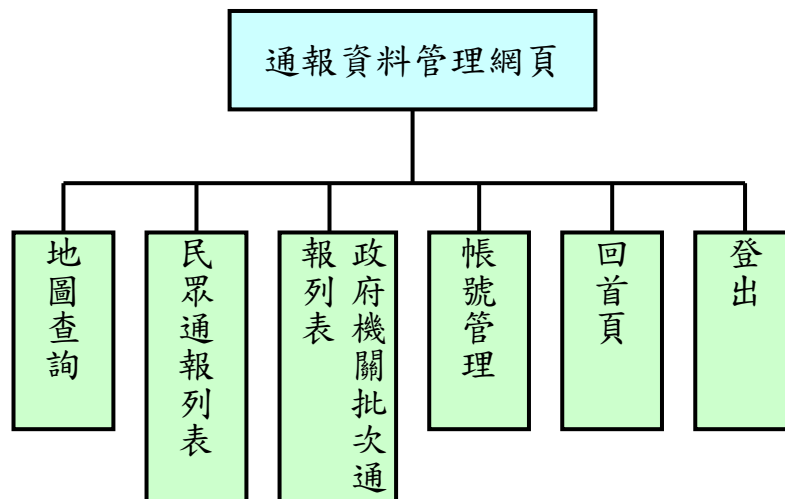 通報資料管理網頁
地圖查詢
民眾通報列表
政府機關批次通
報列表
帳號管理
回首頁
登出